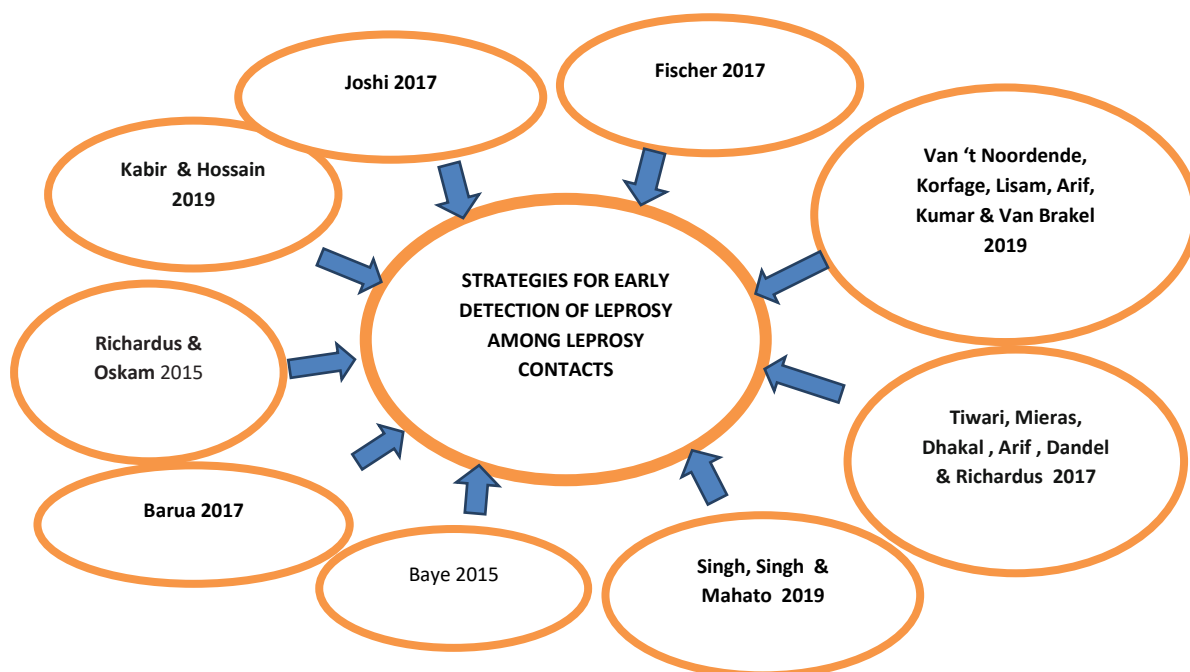 Joshi 2017
Fischer 2017
Kabir & Hossain
2019
Van ‘t Noordende,
Korfage, Lisam, Arif,
Kumar & Van Brakel
2019
STRATEGIES FOR EARLY
DETECTION OF LEPROSY
AMONG LEPROSY
CONTACTS
Richardus &
Oskam 2015
Tiwari, Mieras,
Dhakal , Arif , Dandel
& Richardus 2017
Barua 2017
Baye 2015
Singh, Singh &
Mahato 2019